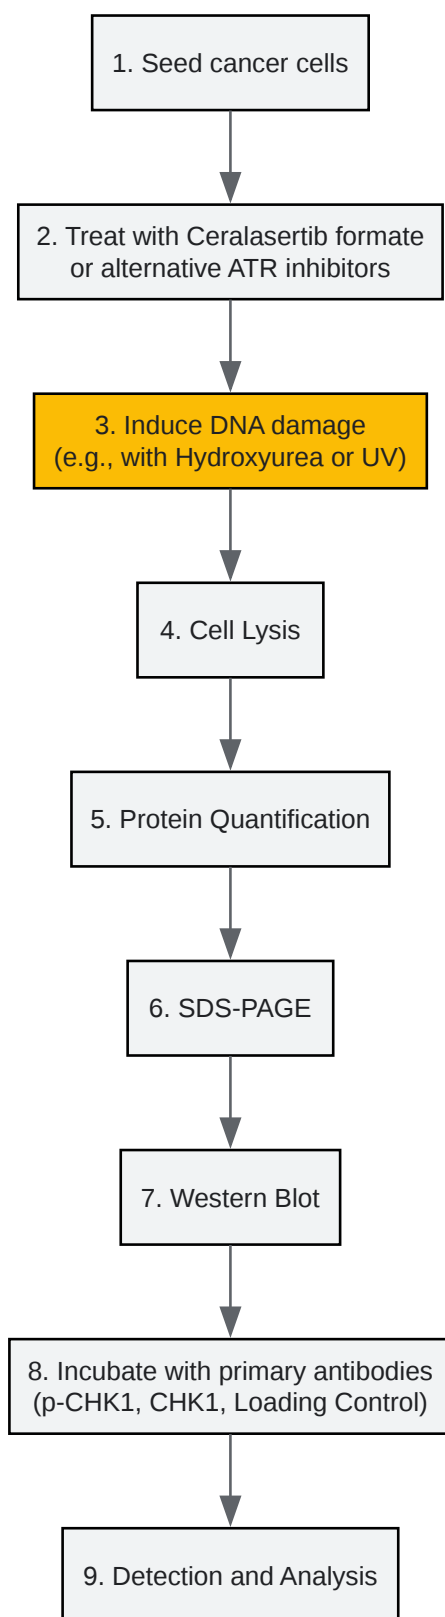 1. Seed cancer cells
2. Treat with Ceralasertib formate
or alternative ATR inhibitors
3. Induce DNA damage
(e.g., with Hydroxyurea or UV)
4. Cell Lysis
5. Protein Quantification
6. SDS-PAGE
7. Western Blot
8. Incubate with primary antibodies
(p-CHK1, CHK1, Loading Control)
9. Detection and Analysis